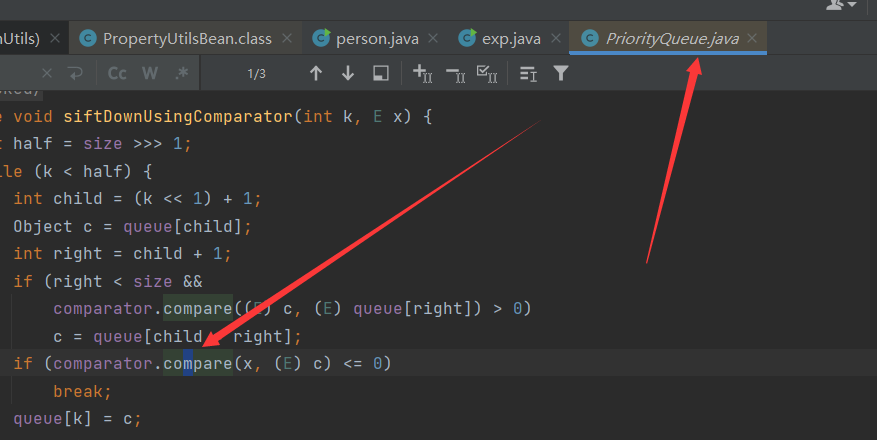 nUtils) PropertyUtilsBean.class person.java exp.java PriorityQueue.java
Cc W .* 1/3
e void siftDownUsingComparator(int k, E x) {
t half = size >>> 1;
le (k < half) {
int child = (k << 1) + 1;
Object c = queue[child];
int right = child + 1;
if (right < size &&
comparator.compare((E) c, (E) queue[right]) > 0)
c = queue[child right];
if (comparator.compare(x, (E) c) <= 0)
break;
queue[k] = c;